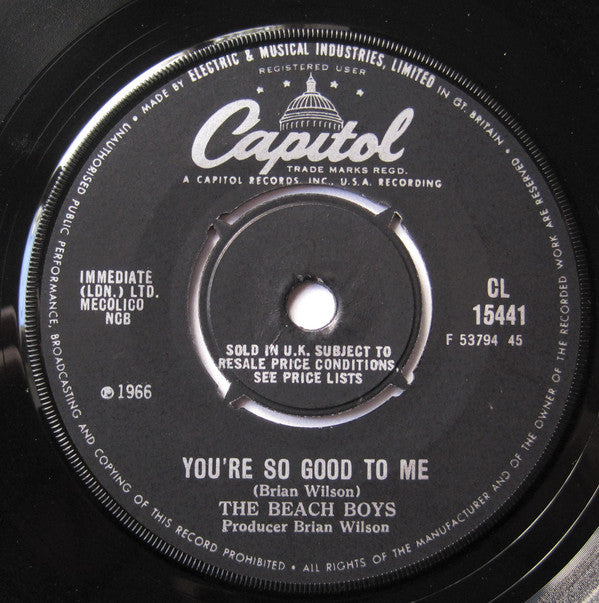 UNAUTHORISED PUBLIC PERFORMANCE, BROADCASTING AND COPYING OF THIS RECORD PROHIBITED · ALL RIGHTS OF THE MANUFACTURER AND OF THE OWNER OF THE RECORDED WORK ARE RESERVED
· MADE BY ELECTRIC & MUSICAL INDUSTRIES, LIMITED IN GT. BRITAIN ·
REGISTERED USER
Capitol
TRADE MARKS REGD.
A CAPITOL RECORDS, INC., U.S.A. RECORDING
IMMEDIATE
(LDN.) LTD.
MECOLICO
NCB
CL
15441
F 53794 45
SOLD IN U.K. SUBJECT TO
RESALE PRICE CONDITIONS,
SEE PRICE LISTS
℗ 1966
YOU'RE SO GOOD TO ME
(Brian Wilson)
THE BEACH BOYS
Producer Brian Wilson